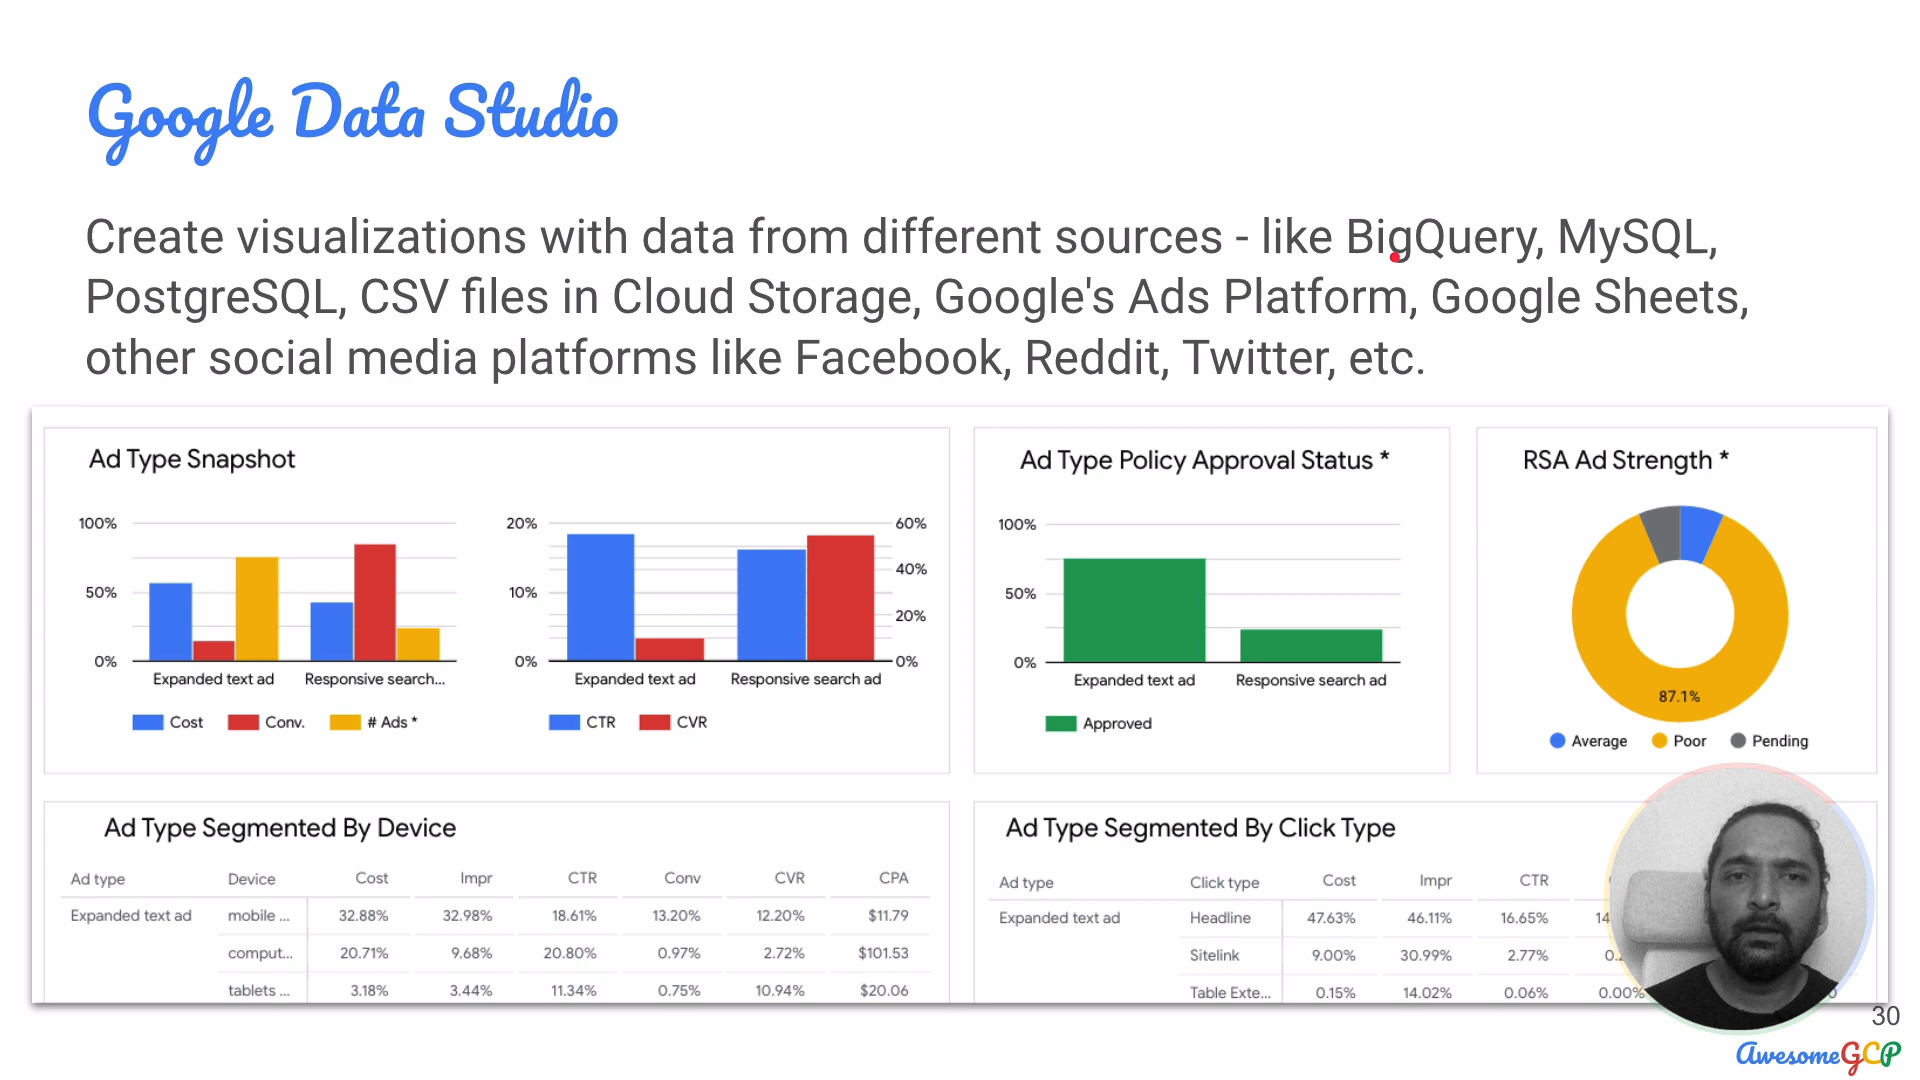 Google Data Studio
Create visualizations with data from different sources - like BigQuery, MySQL,
PostgreSQL, CSV files in Cloud Storage, Google's Ads Platform, Google Sheets,
other social media platforms like Facebook, Reddit, Twitter, etc.
Ad Type Snapshot
100%
50%
0%
Expanded text ad Responsive search...
Cost Conv. # Ads *
20%
10%
0%
60%
40%
20%
0%
Expanded text ad Responsive search ad
CTR CVR
Ad Type Policy Approval Status *
100%
50%
0%
Expanded text ad Responsive search ad
Approved
RSA Ad Strength *
87.1%
Average Poor Pending
Ad Type Segmented By Device
Ad type Device Cost Impr CTR Conv CVR CPA
Expanded text ad mobile ... 32.88% 32.98% 18.61% 13.20% 12.20% $11.79
comput... 20.71% 9.68% 20.80% 0.97% 2.72% $101.53
tablets ... 3.18% 3.44% 11.34% 0.75% 10.94% $20.06
Ad Type Segmented By Click Type
Ad type Click type Cost Impr CTR
Expanded text ad Headline 47.63% 46.11% 16.65% 14
Sitelink 9.00% 30.99% 2.77%
Table Exte... 0.15% 14.02% 0.06% 0.00%
30
AwesomeGCP